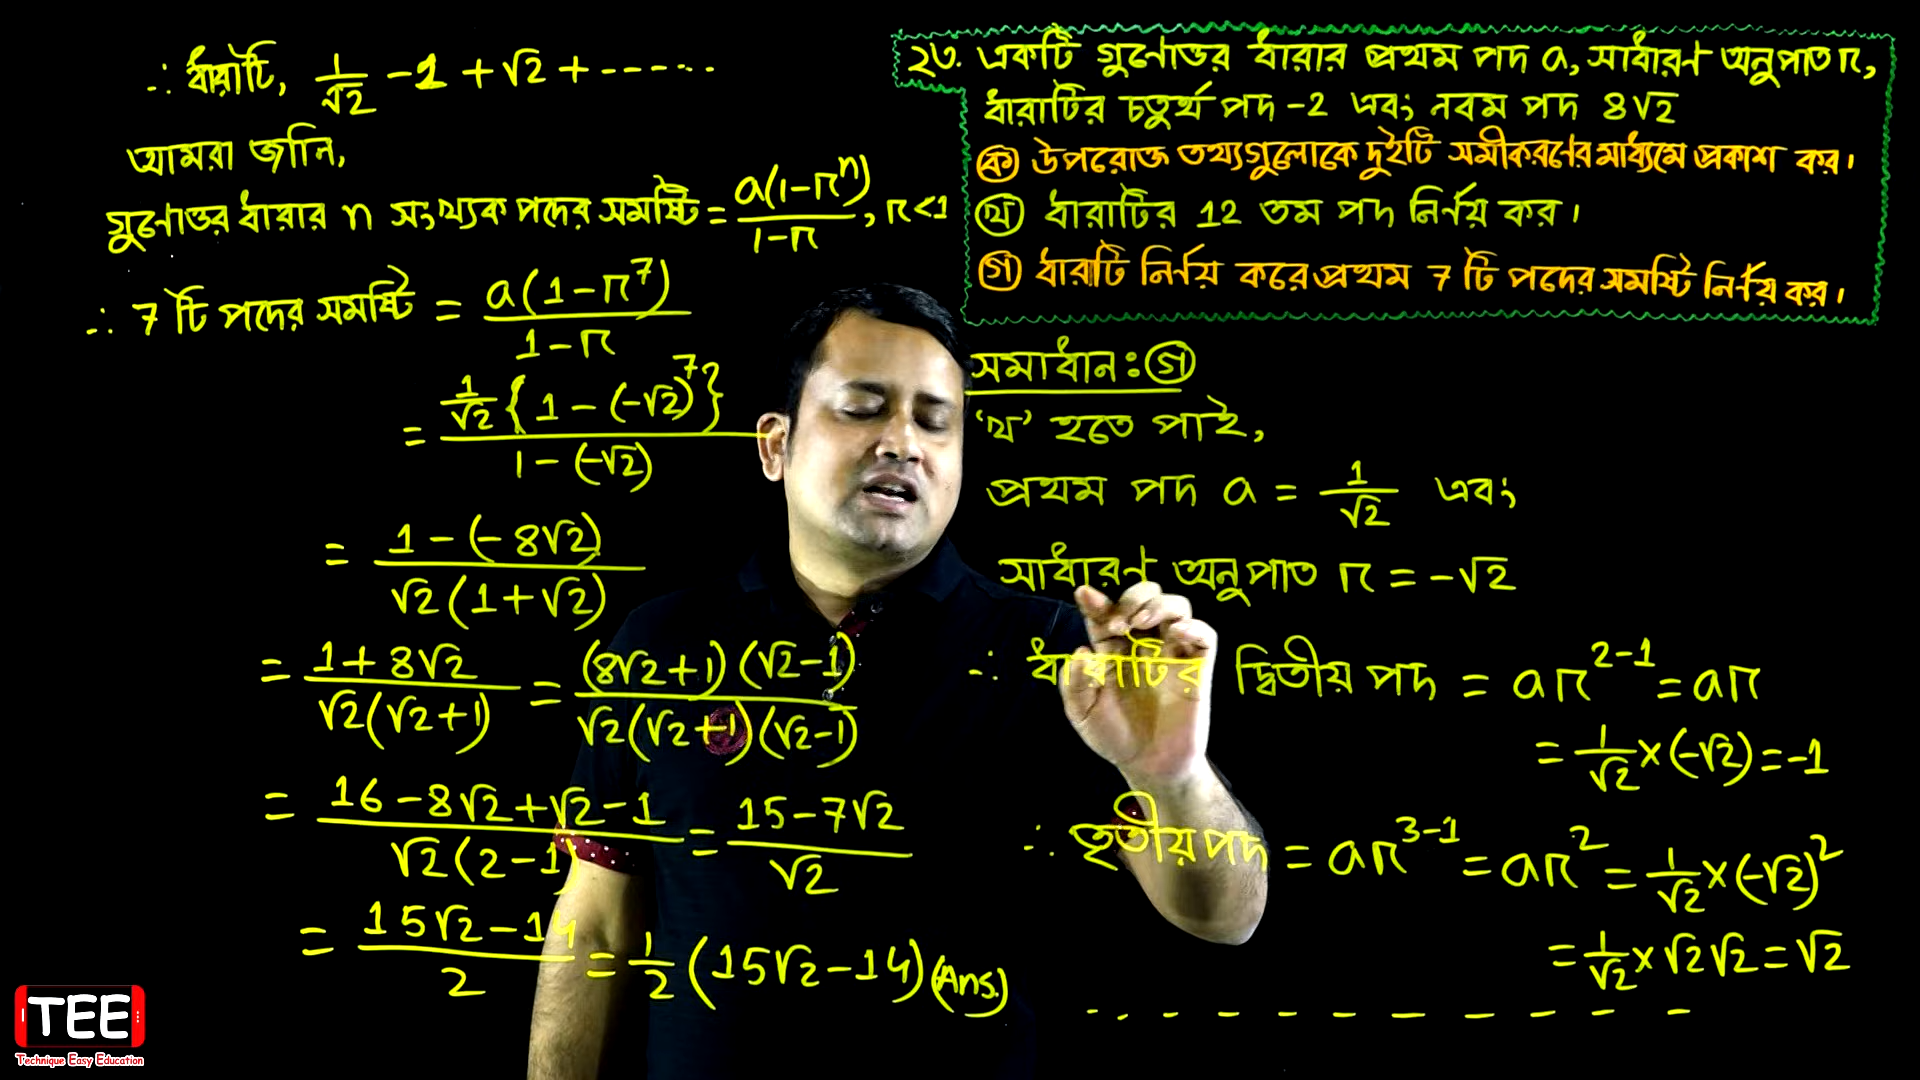 ২৩. একটি গুণোত্তর ধারার প্রথম পদ a, সাধারণ অনুপাত r,
ধারাটির চতুর্থ পদ -2 এবং নবম পদ 8√2
(ক) উপরোক্ত তথ্যগুলোকে দুইটি সমীকরণের মাধ্যমে প্রকাশ কর।
(খ) ধারাটির 12 তম পদ নির্ণয় কর।
(গ) ধারাটি নির্ণয় করে প্রথম 7 টি পদের সমষ্টি নির্ণয় কর।
সমাধান: (গ)
'খ' হতে পাই,
প্রথম পদ a = 1/√2 এবং
সাধারণ অনুপাত r = -√2
∴ ধারাটির দ্বিতীয় পদ = ar^(2-1) = ar
= 1/√2 × (-√2) = -1
∴ তৃতীয় পদ = ar^(3-1) = ar² = 1/√2 × (-√2)²
= 1/√2 × √2 √2 = √2
∴ ধারাটি, 1/√2 - 1 + √2 + ------
আমরা জানি,
গুণোত্তর ধারার n সংখ্যক পদের সমষ্টি = a(1-rⁿ)/(1-r), r<1
∴ 7 টি পদের সমষ্টি = a(1-r⁷)/(1-r)
= 1/√2 {1-(-√2)⁷}/(1-(-√2))
= (1-(-8√2))/(√2(1+√2))
= (1+8√2)/(√2(√2+1)) = (8√2+1)(√2-1)/(√2(√2+1)(√2-1))
= (16-8√2+√2-1)/(√2(2-1)) = (15-7√2)/√2
= (15√2-14)/2 = 1/2 (15√2-14) (Ans.)
TEE
Technique Easy Education